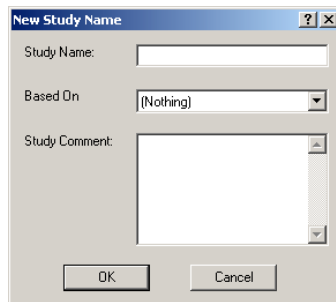 New Study Name
Study Name:
Based On
(Nothing)
Study Comment:
OK
Cancel